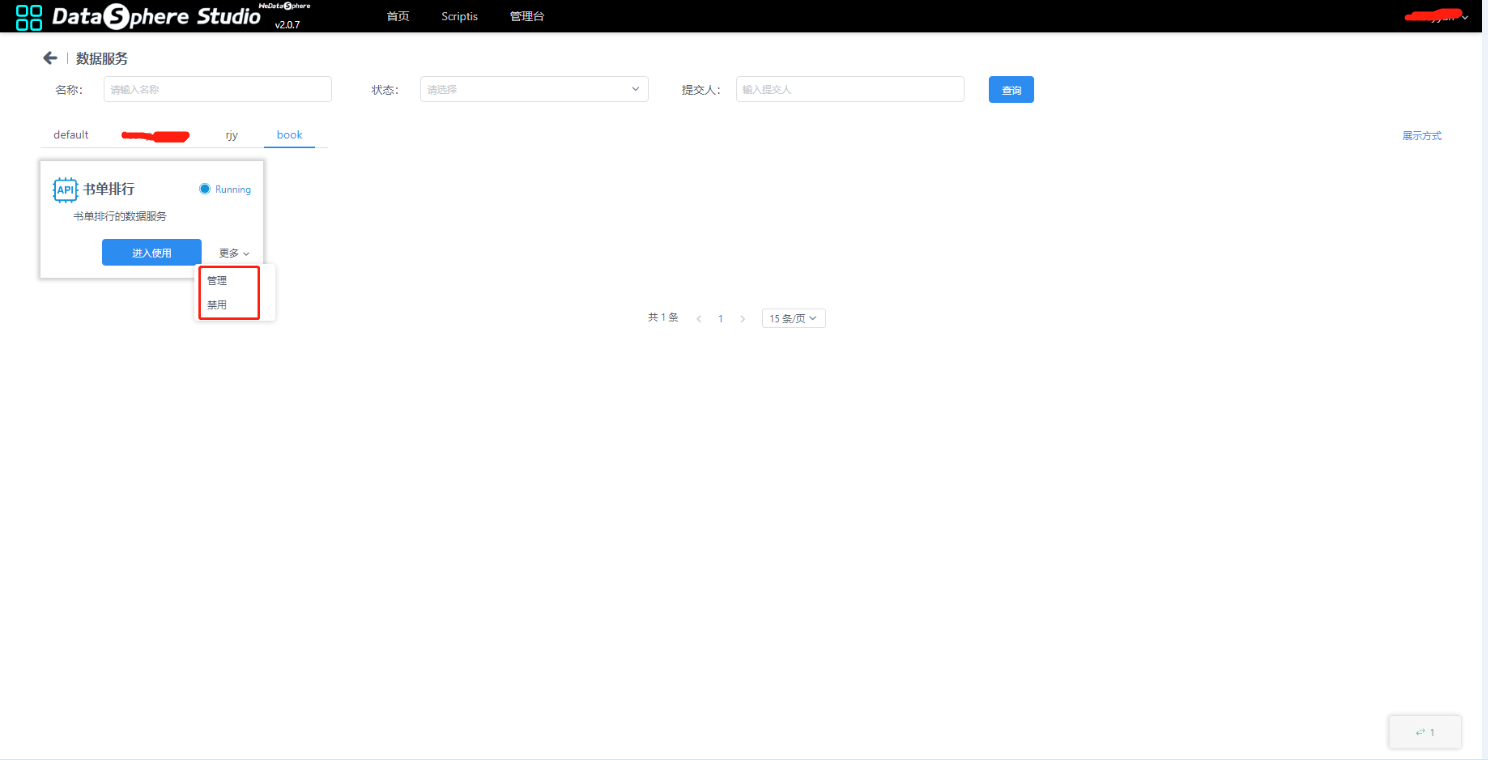 DataSphere Studio
WeDataSphere
v2.0.7
首页
Scriptis
管理台
数据服务
名称：
请输入名称
状态：
请选择
提交人：
输入提交人
查询
default
rjy
book
展示方式
API
书单排行
Running
书单排行的数据服务
进入使用
更多
管理
禁用
共 1 条
1
15 条/页
1